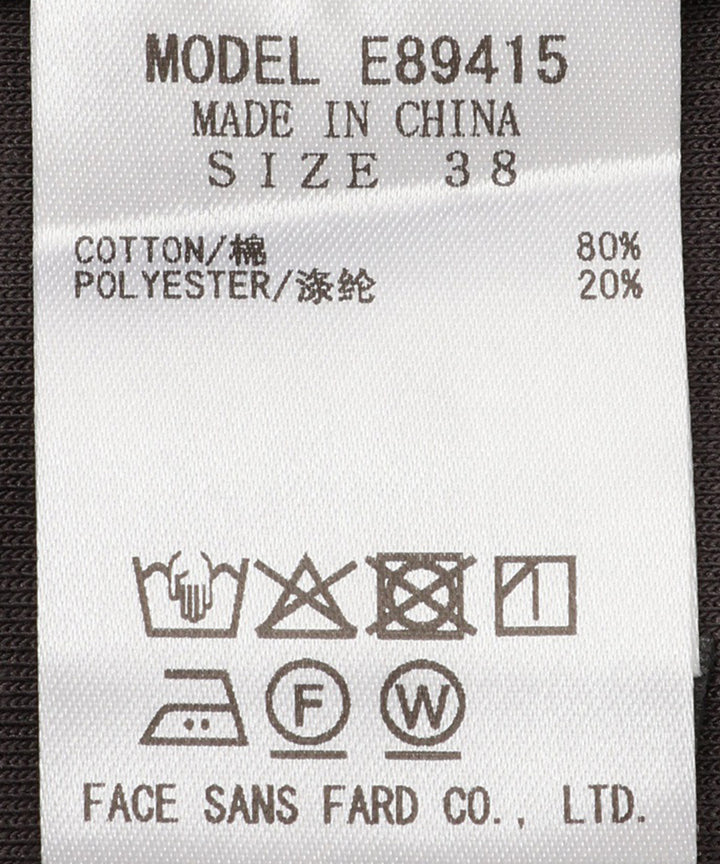 MODEL E89415
MADE IN CHINA
SIZE 38
COTTON/棉 80%
POLYESTER/涤纶 20%
F W
FACE SANS FARD CO., LTD.